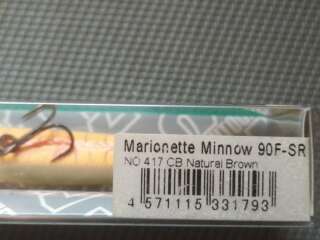 Marionette Minnow 90F-SR
NO 417 CB Natural Brown
4 571115 331793